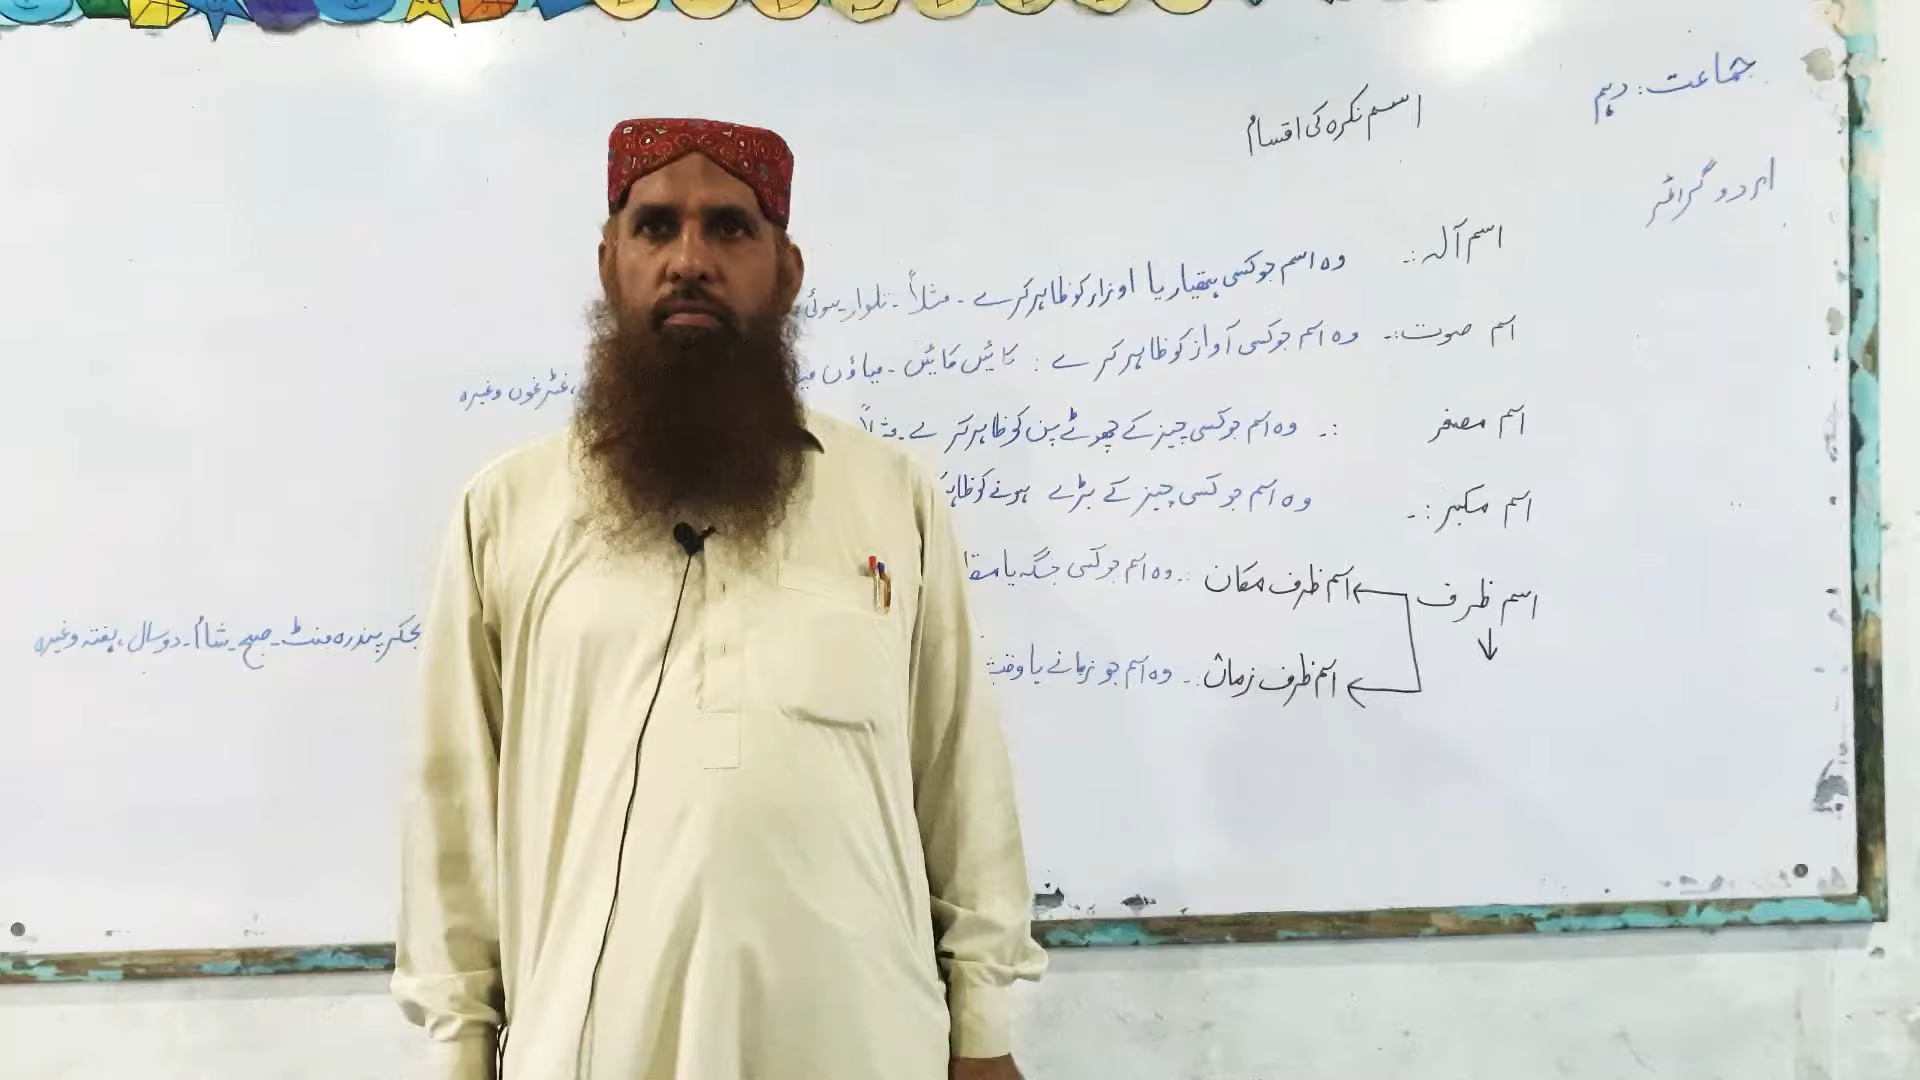 جماعت: دہم
اسم نکرہ کی اقسام
اردو گرائمر
اسم آلہ :۔ وہ اسم جو کسی ہتھیار یا اوزار کو ظاہر کرے ۔ مثلاً ۔ تلوار ۔ سوئی
اسم صوت :۔ وہ اسم جو کسی آواز کو ظاہر کرے : کائیں کائیں ۔ میاؤں غٹرغوں وغیرہ
اسم مصغر :۔ وہ اسم جو کسی چیز کے چھوٹے پن کو ظاہر کرے ۔ مثلاً
اسم مکبر :۔ وہ اسم جو کسی چیز کے بڑے ہونے کو
اسم ظرف
اسم ظرف مکان :۔ وہ اسم جو کسی جگہ یا
اسم ظرف زماں :۔ وہ اسم جو زمانے یا وقت بجکر پندرہ منٹ ۔ صبح ۔ شام ۔ دو سال ، ہفتہ وغیرہ